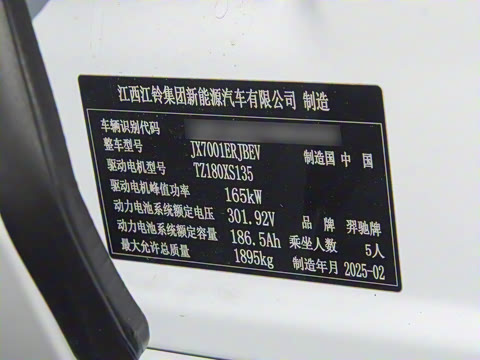 江西江铃集团新能源汽车有限公司 制造
车辆识别代码
整车型号 JX7001ERJBEV 制造国 中 国
驱动电机型号 TZ180XS135
驱动电机峰值功率 165kW
动力电池系统额定电压 301.92V 品 牌 羿驰牌
动力电池系统额定容量 186.5Ah 乘坐人数 5人
最大允许总质量 1895kg 制造年月 2025-02